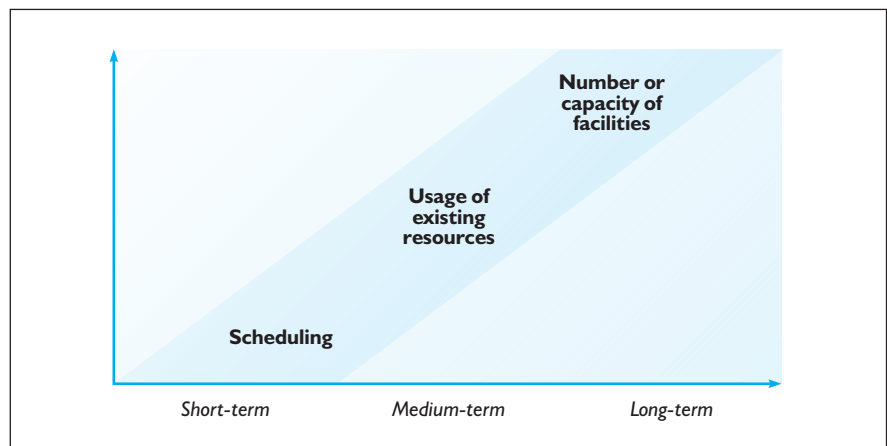 Number or
capacity of
facilities
Usage of
existing
resources
Scheduling
Short-term
Medium-term
Long-term